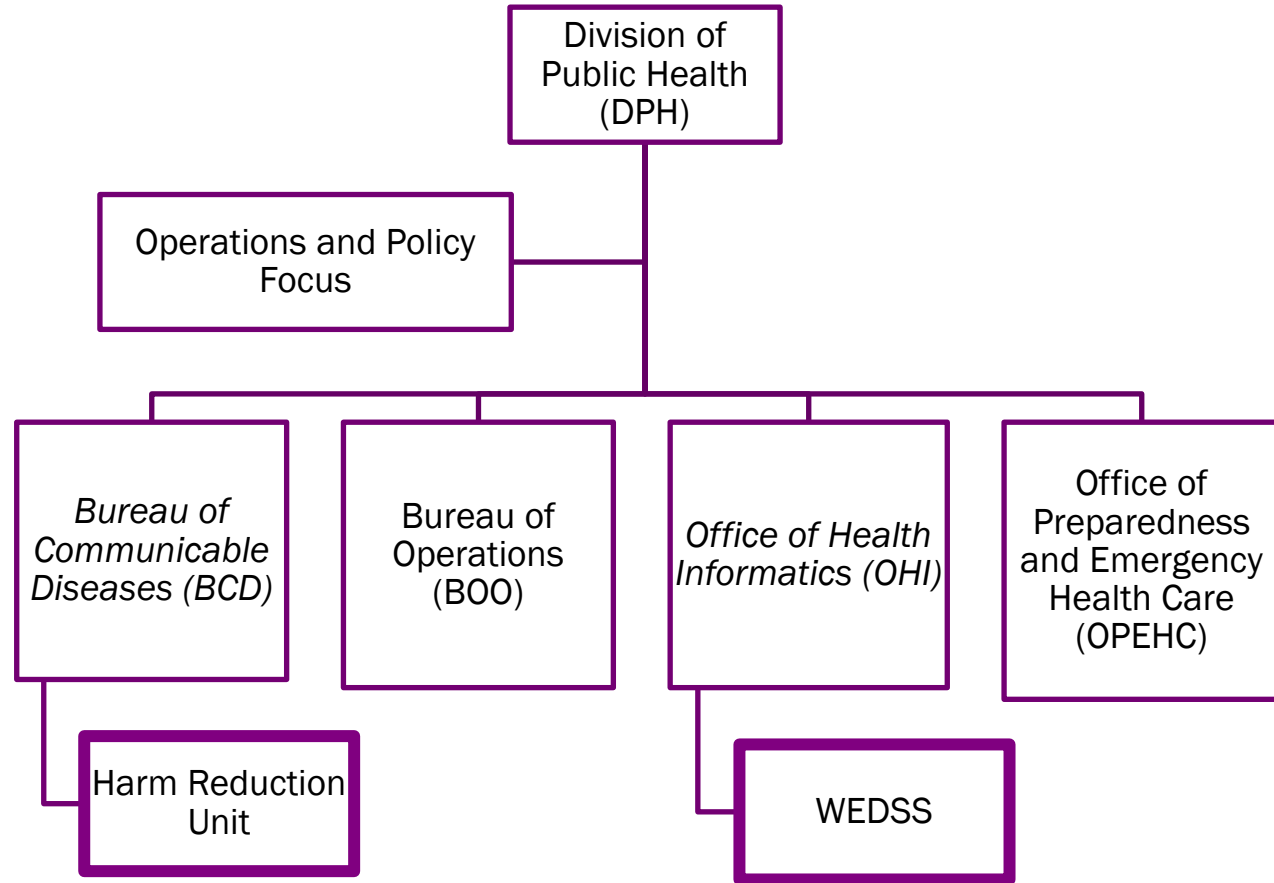 Division of
Public Health
(DPH)
Operations and Policy
Focus
Bureau of
Communicable
Diseases (BCD)
Bureau of
Operations
(BOO)
Office of Health
Informatics (OHI)
Office of
Preparedness
and Emergency
Health Care
(OPEHC)
Harm Reduction
Unit
WEDSS